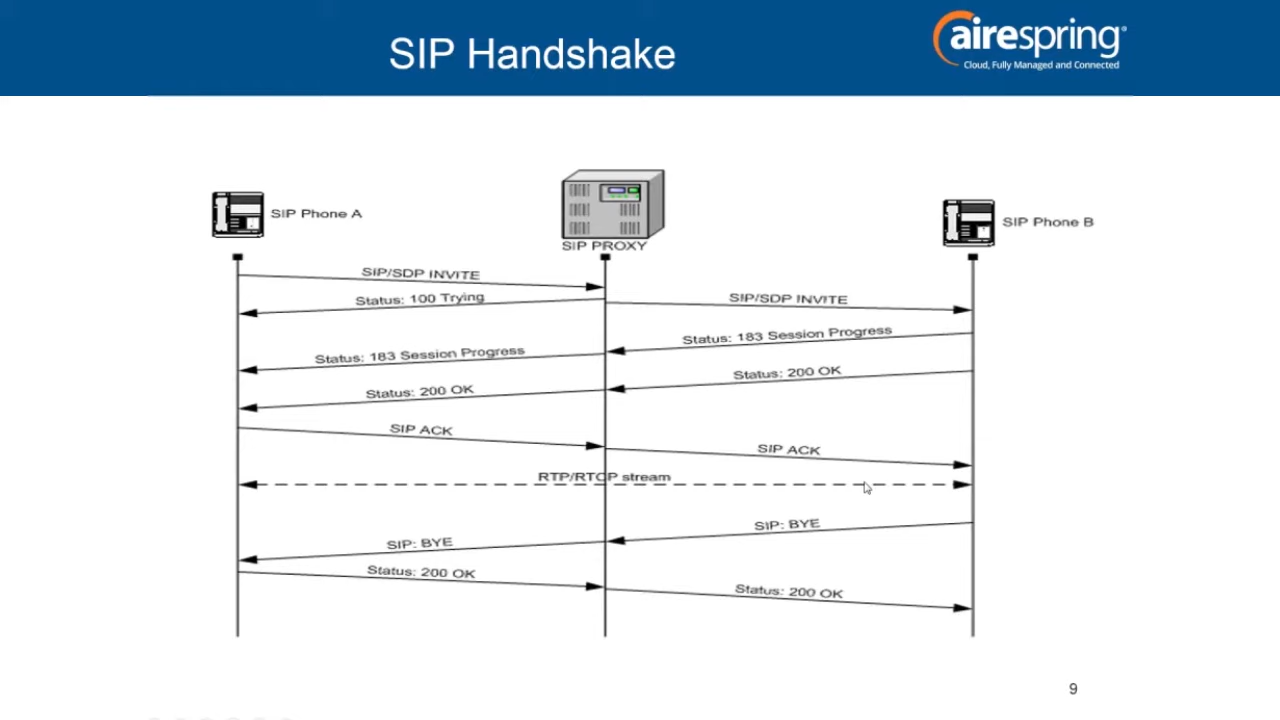 SIP Handshake
airespring®
Cloud, Fully Managed and Connected
SIP Phone A
SIP PROXY
SIP Phone B
SIP/SDP INVITE
Status: 100 Trying
SIP/SDP INVITE
Status: 183 Session Progress
Status: 183 Session Progress
Status: 200 OK
Status: 200 OK
SIP ACK
SIP ACK
RTP/RTCP stream
SIP: BYE
SIP: BYE
Status: 200 OK
Status: 200 OK
9